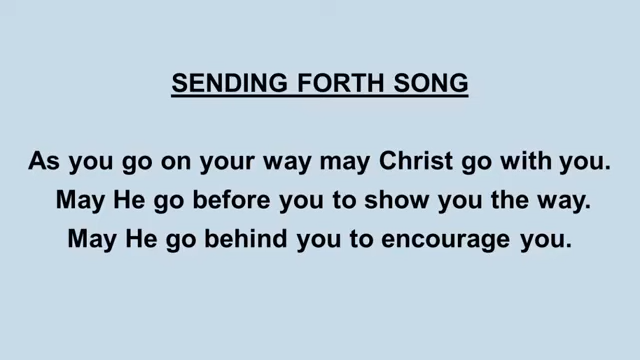 SENDING FORTH SONG
As you go on your way may Christ go with you.
May He go before you to show you the way.
May He go behind you to encourage you.